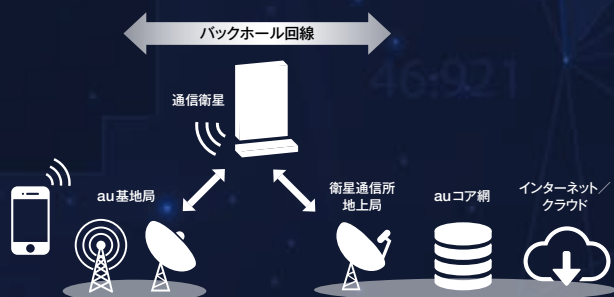 バックホール回線
46:921
通信衛星
au基地局
衛星通信所
地上局
auコア網
インターネット／
クラウド